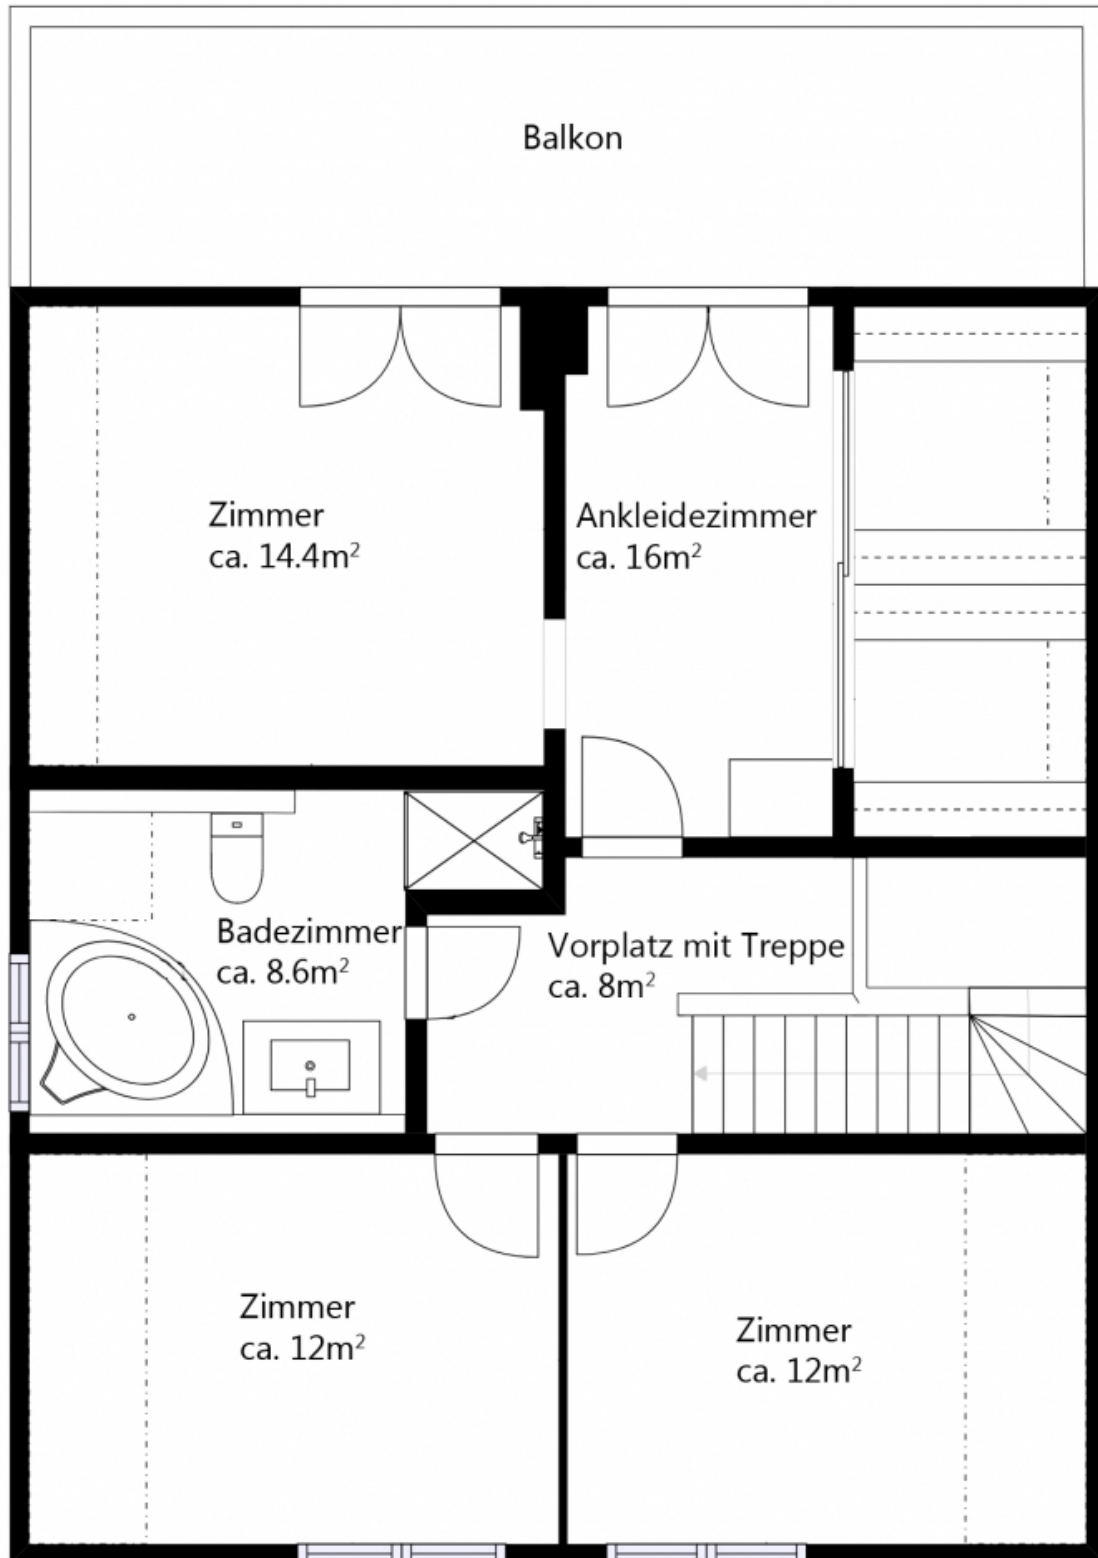 Balkon
Zimmer
ca. 14.4m²
Ankleidezimmer
ca. 16m²
Badezimmer
ca. 8.6m²
Vorplatz mit Treppe
ca. 8m²
Zimmer
ca. 12m²
Zimmer
ca. 12m²